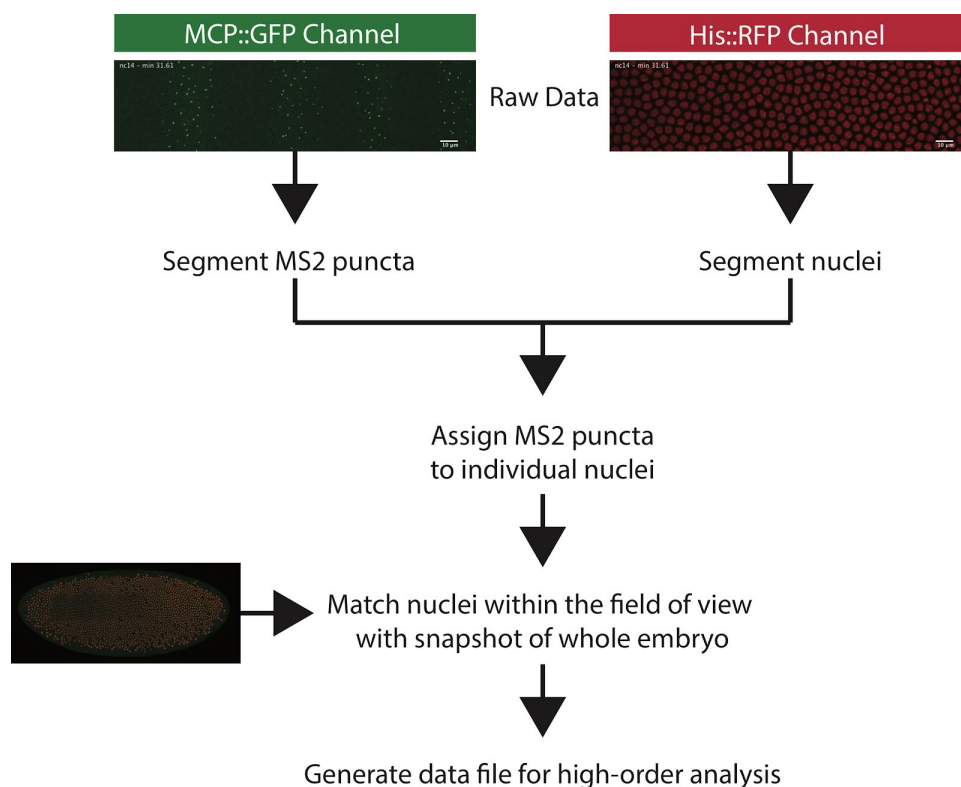 MCP::GFP Channel
His::RFP Channel
nc14 - min 31.61
10 µm
Raw Data
nc14 - min 31.61
10 µm
Segment MS2 puncta
Segment nuclei
Assign MS2 puncta
to individual nuclei
Match nuclei within the field of view
with snapshot of whole embryo
Generate data file for high-order analysis